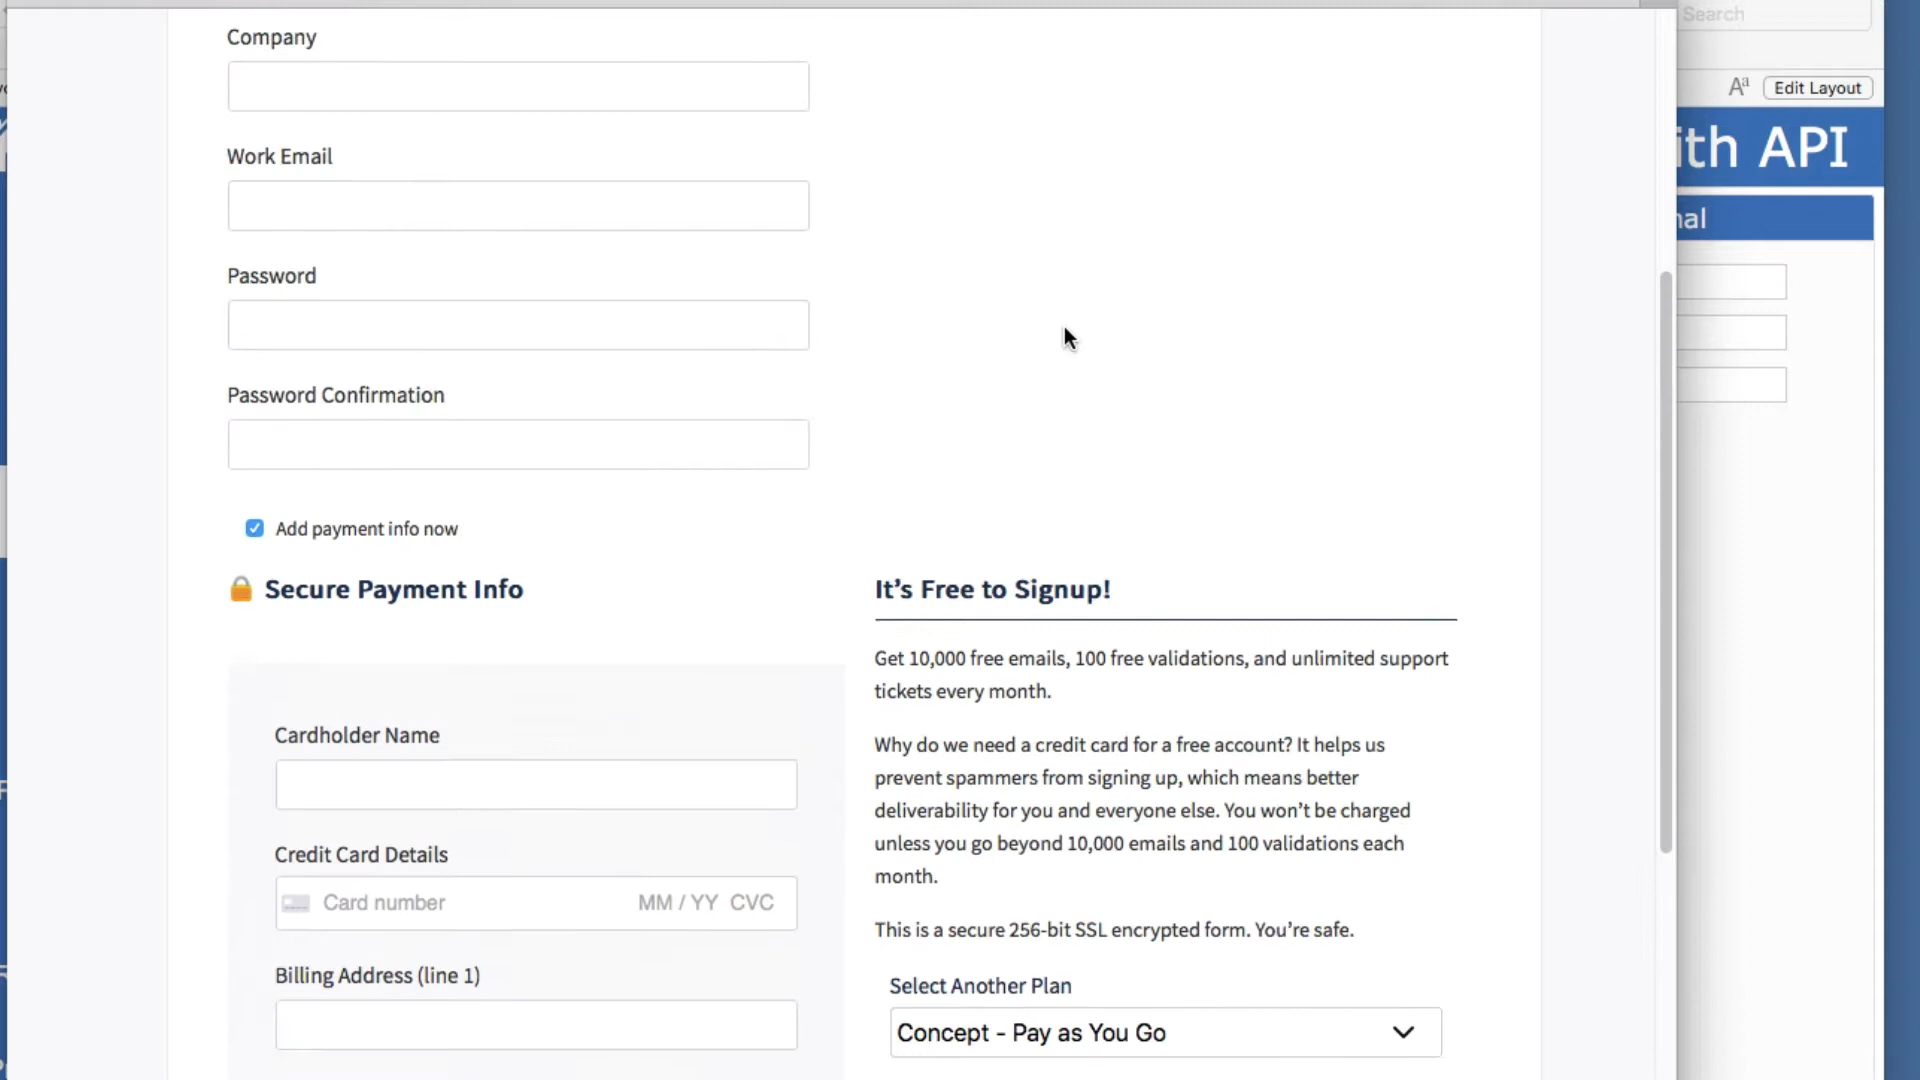 Search
Edit Layout
ith API
Company
Work Email
Password
Password Confirmation
Add payment info now
Secure Payment Info
Cardholder Name
Credit Card Details
Card number MM / YY CVC
Billing Address (line 1)
It's Free to Signup!
Get 10,000 free emails, 100 free validations, and unlimited support
tickets every month.
Why do we need a credit card for a free account? It helps us
prevent spammers from signing up, which means better
deliverability for you and everyone else. You won't be charged
unless you go beyond 10,000 emails and 100 validations each
month.
This is a secure 256-bit SSL encrypted form. You're safe.
Select Another Plan
Concept - Pay as You Go